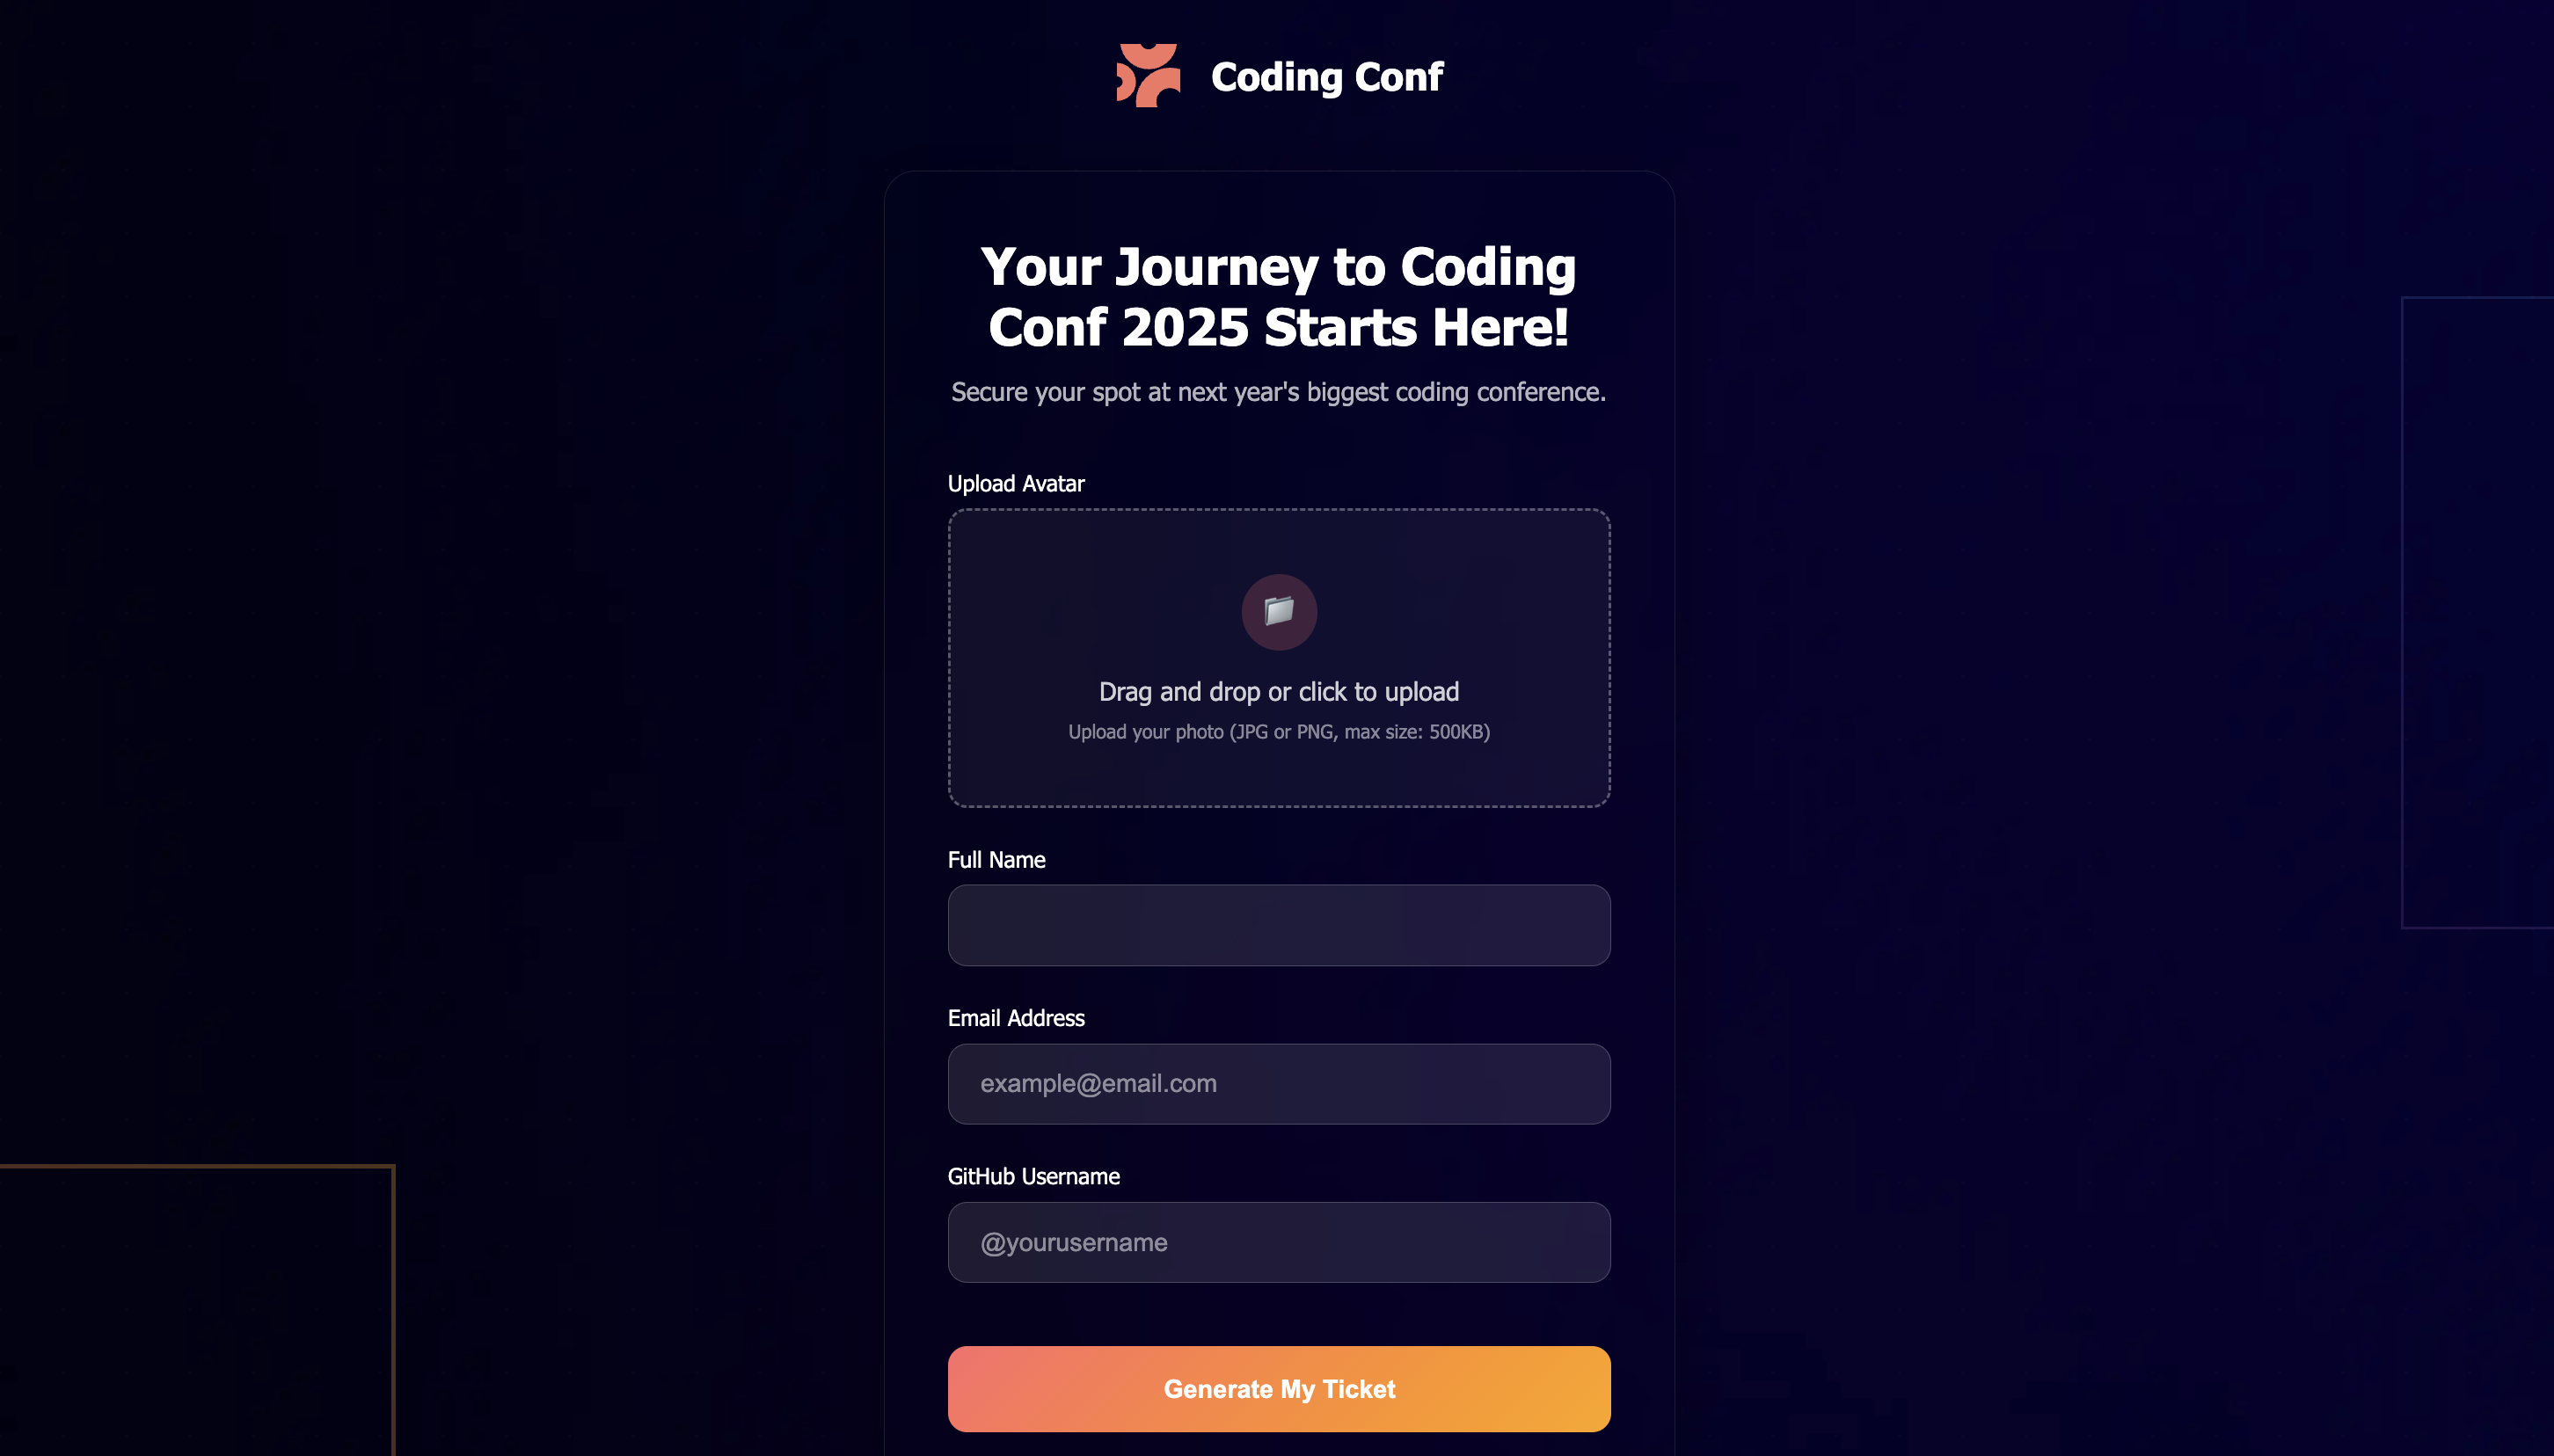 Coding Conf
Your Journey to Coding
Conf 2025 Starts Here!
Secure your spot at next year's biggest coding conference.
Upload Avatar
Drag and drop or click to upload
Upload your photo (JPG or PNG, max size: 500KB)
Full Name
Email Address
example@email.com
GitHub Username
@yourusername
Generate My Ticket